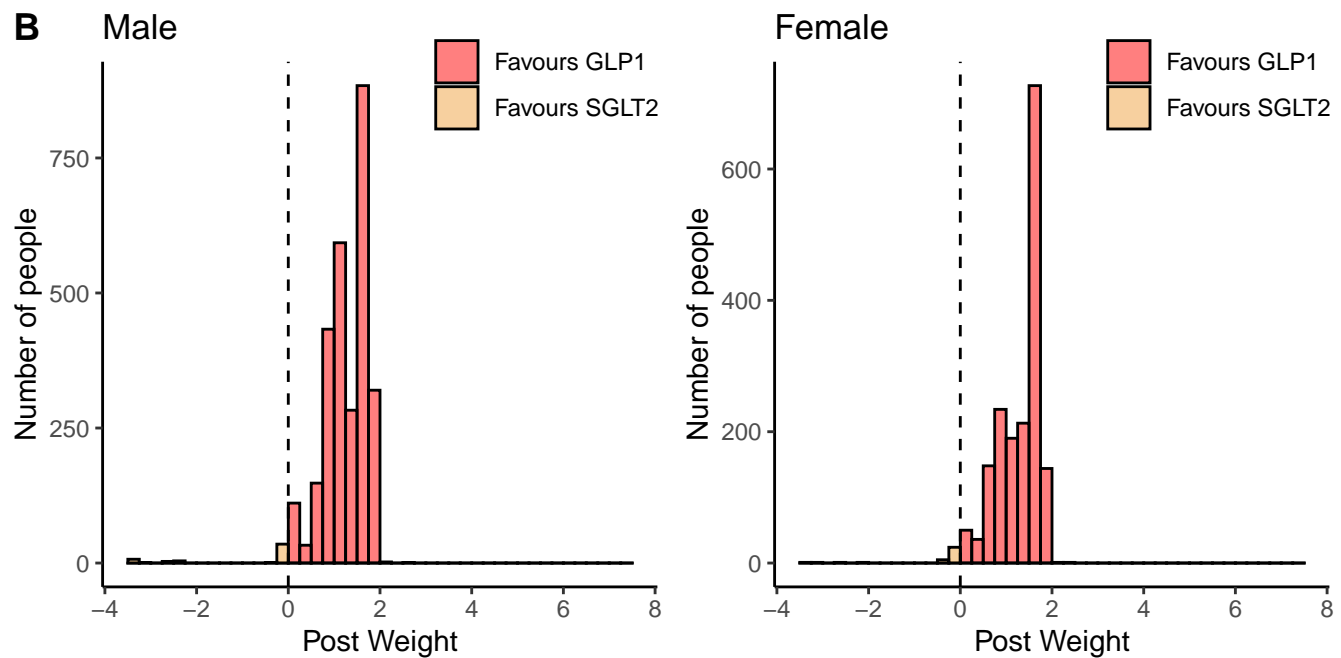 B
Male
Favours GLP1
Favours SGLT2
Number of people
750
500
250
0
−4 −2 0 2 4 6 8
Post Weight
Female
Favours GLP1
Favours SGLT2
Number of people
600
400
200
0
−4 −2 0 2 4 6 8
Post Weight